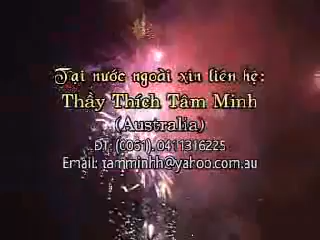 Tại nước ngoài xin liên hệ:
Thầy Thích Tâm Minh
(Australia)
ĐT: (0061). 0411316225
Email: tamminhh@yahoo.com.au